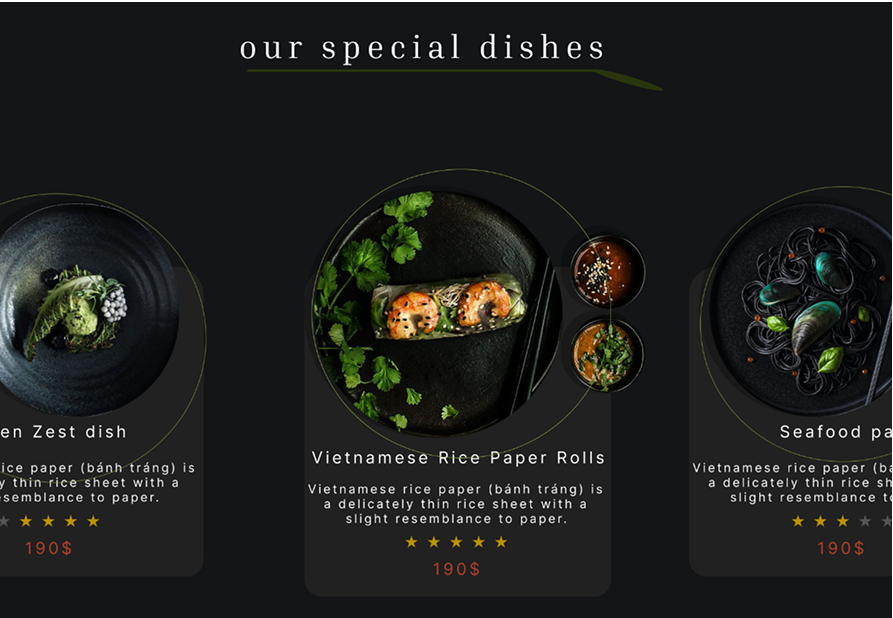 our special dishes
en Zest dish
ice paper (bánh tráng) is
y thin rice sheet with a
esemblance to paper.
190$
Vietnamese Rice Paper Rolls
Vietnamese rice paper (bánh tráng) is
a delicately thin rice sheet with a
slight resemblance to paper.
190$
Seafood pa
Vietnamese rice paper (bá
a delicately thin rice sh
slight resemblance to
190$